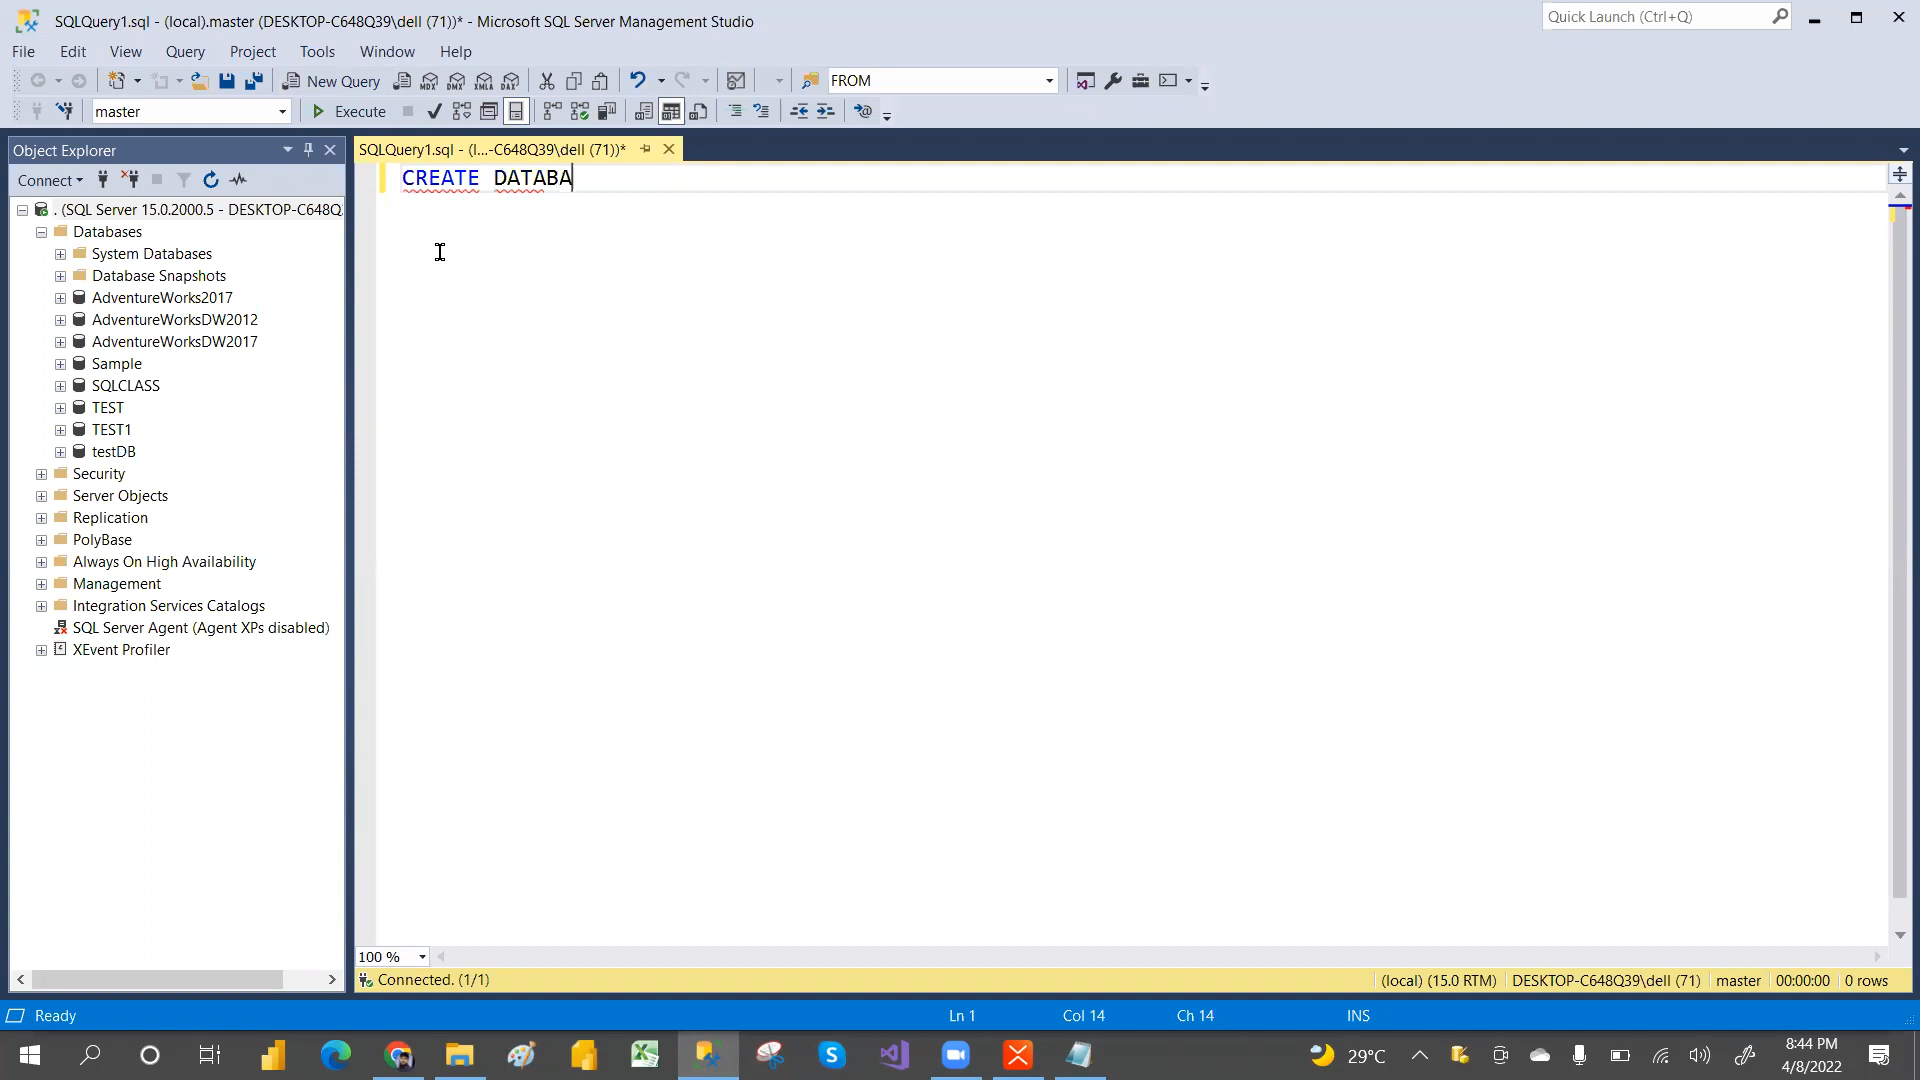 SQLQuery1.sql - (local).master (DESKTOP-C648Q39\dell (71))* - Microsoft SQL Server Management Studio
Quick Launch (Ctrl+Q)
File Edit View Query Project Tools Window Help
New Query MDX DMX XMLA DAX FROM
master Execute
Object Explorer
SQLQuery1.sql - (l...-C648Q39\dell (71))*
Connect
CREATE DATABA
. (SQL Server 15.0.2000.5 - DESKTOP-C648Q
Databases
System Databases
Database Snapshots
AdventureWorks2017
AdventureWorksDW2012
AdventureWorksDW2017
Sample
SQLCLASS
TEST
TEST1
testDB
Security
Server Objects
Replication
PolyBase
Always On High Availability
Management
Integration Services Catalogs
SQL Server Agent (Agent XPs disabled)
XEvent Profiler
100 %
Connected. (1/1) (local) (15.0 RTM) DESKTOP-C648Q39\dell (71) master 00:00:00 0 rows
Ready Ln 1 Col 14 Ch 14 INS
29°C
8:44 PM
4/8/2022